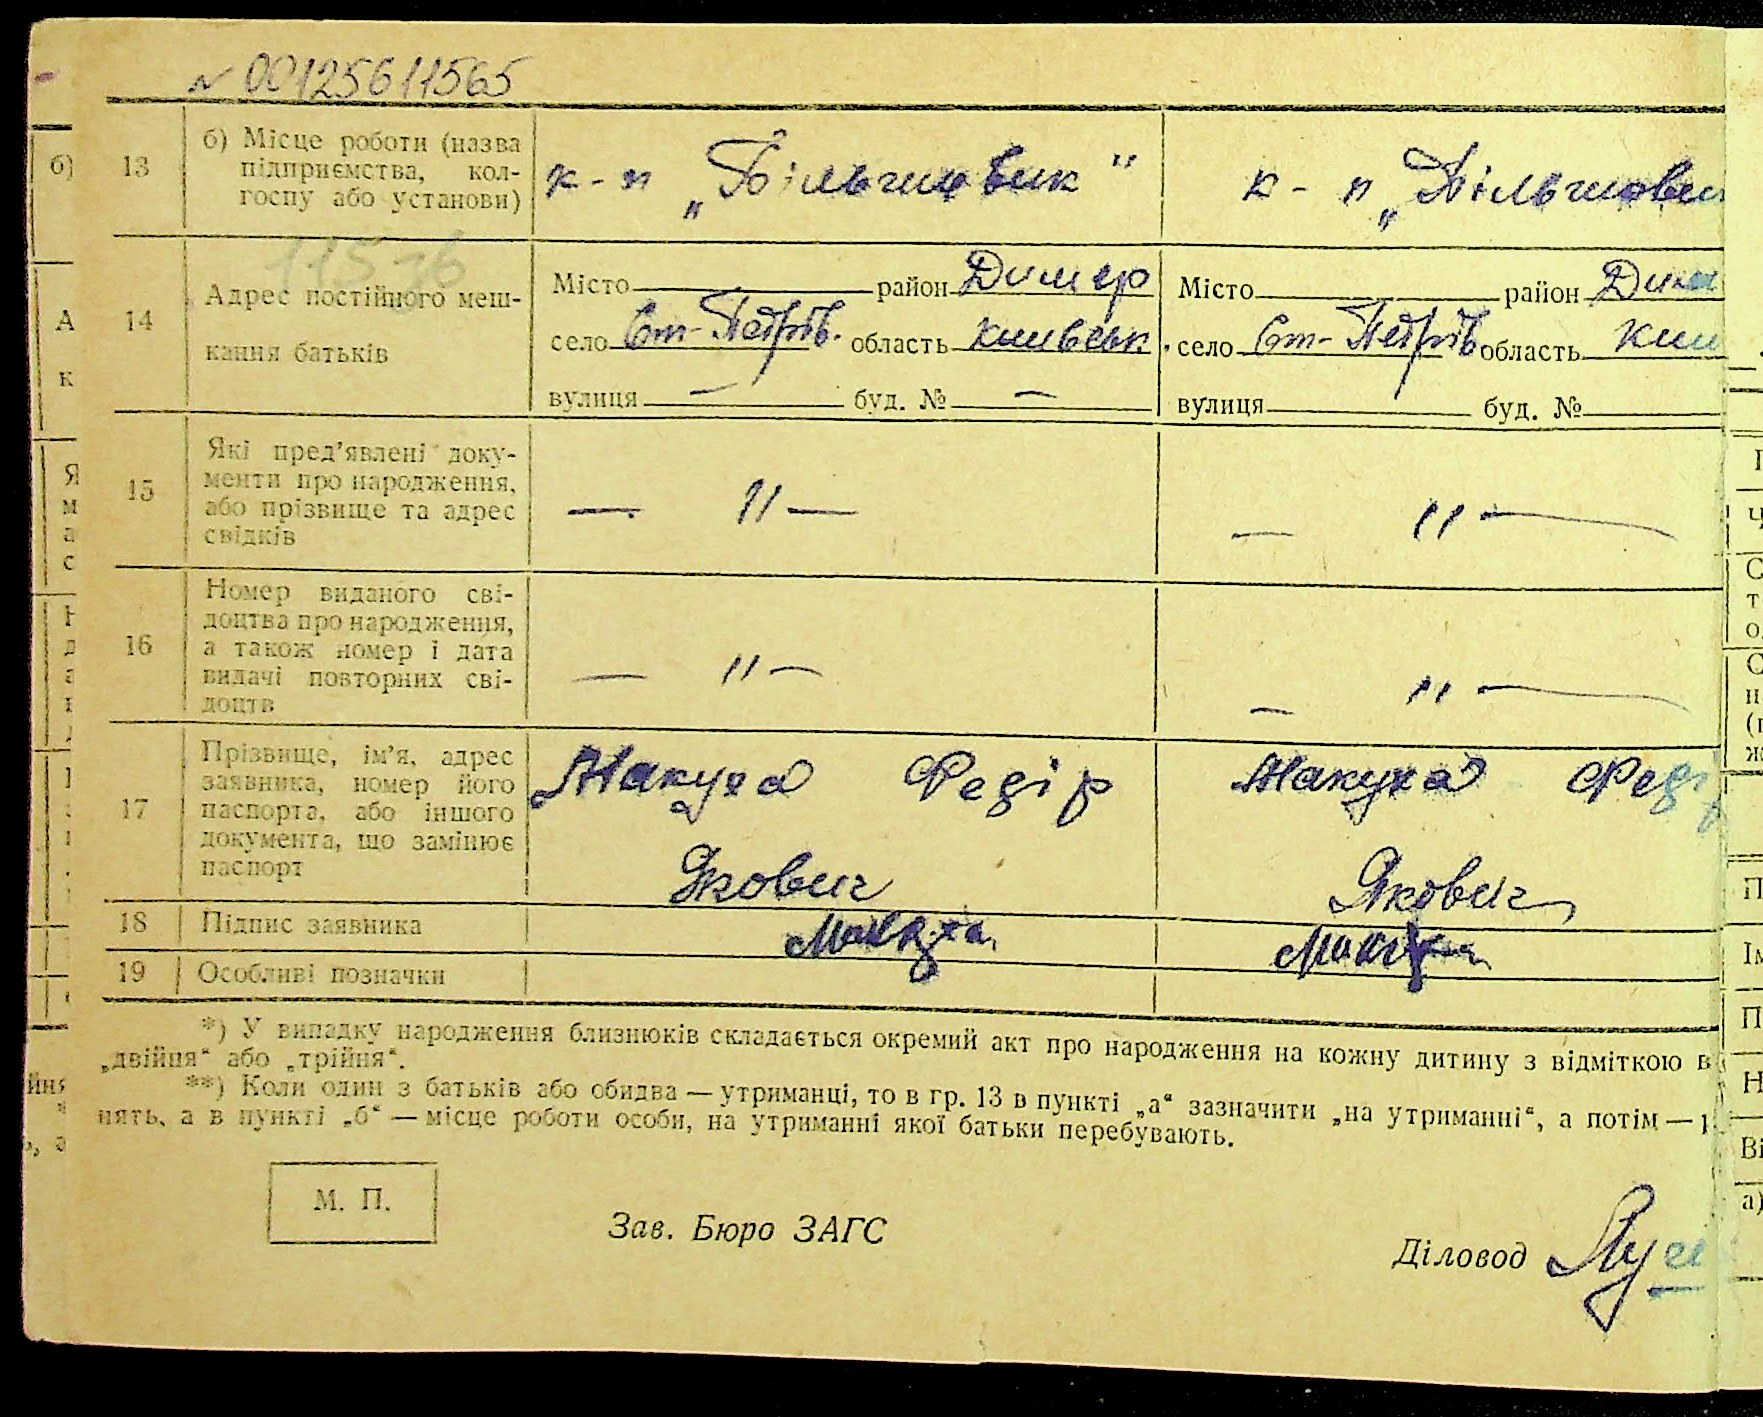 N 00125611565
13
б) Місце роботи (назва
підприємства, кол-
госпу або установи)
к-п „Більшовик"
к-п „Більшови
115
14
Адрес постійного меш-
кання батьків
Місто район Димер
село Ст-Петрів. область Київськ.
вулиця — буд. № —
Місто район Дим
село Ст-Петрів область Киї
вулиця буд. №
15
Які пред'явлені доку-
менти про народження,
або прізвище та адрес
свідків
— 〃 —
— 〃 —
16
Номер виданого сві-
доцтва про народження,
а також номер і дата
видачі повторних сві-
доцтв
— 〃 —
— 〃 —
17
Прізвище, ім'я, адрес
заявника, номер його
паспорта, або іншого
документа, що замінює
паспорт
Макуха Федір
Якович
Макуха Федір
Якович
18
Підпис заявника
Макуха
Макуха
19
Особливі позначки
*) У випадку народження близнюків складається окремий акт про народження на кожну дитину з відміткою в
„двійня" або „трійня".
**) Коли один з батьків або обидва — утриманці, то в гр. 13 в пункті „а" зазначити „на утриманні", а потім —
нять, а в пункті „б" — місце роботи особи, на утриманні якої батьки перебувають.
М. П.
Зав. Бюро ЗАГС
Діловод